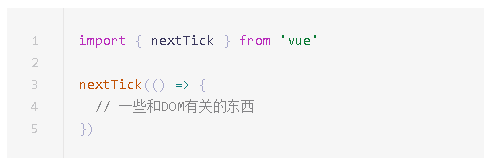 1 import { nextTick } from 'vue'
2
3 nextTick(() => {
4   // 一些和DOM有关的东西
5 })